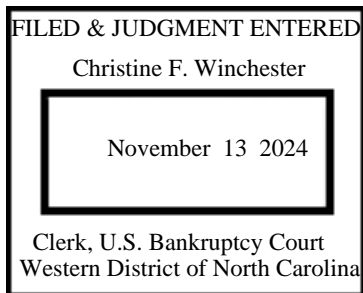 FILED & JUDGMENT ENTERED
Christine F. Winchester
November 13 2024
Clerk, U.S. Bankruptcy Court
Western District of North Carolina